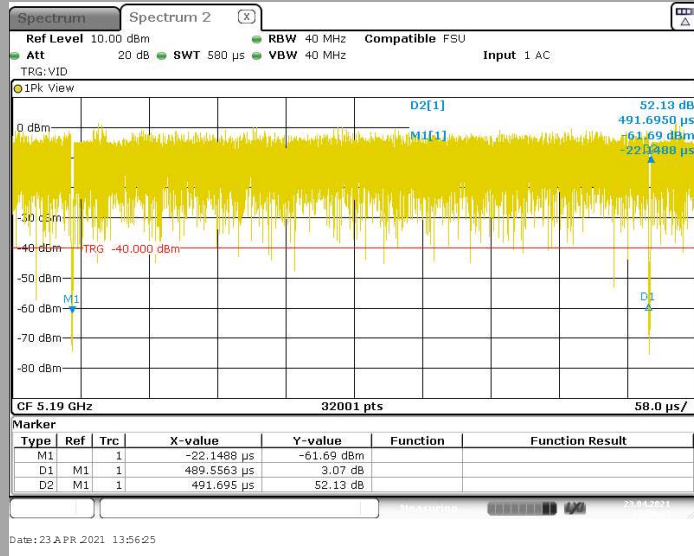 Spectrum Spectrum 2 X
Ref Level 10.00 dBm RBW 40 MHz Compatible FSU
Att 20 dB SWT 580 µs VBW 40 MHz Input 1 AC
TRG:VID
1Pk View
D2[1] 52.13 dB
491.6950 µs
0 dBm M1[1] -61.69 dBm
-22.1488 µs
-30 dBm
-40 dBm TRG -40.000 dBm
-50 dBm
M1 D1
-60 dBm
-70 dBm
-80 dBm
CF 5.19 GHz 32001 pts 58.0 µs/
Marker
Type Ref Trc X-value Y-value Function Function Result
M1 1 -22.1488 µs -61.69 dBm
D1 M1 1 489.5563 µs 3.07 dB
D2 M1 1 491.695 µs 52.13 dB
Measuring 23.04.2021
Date: 23.APR.2021 13:56:25